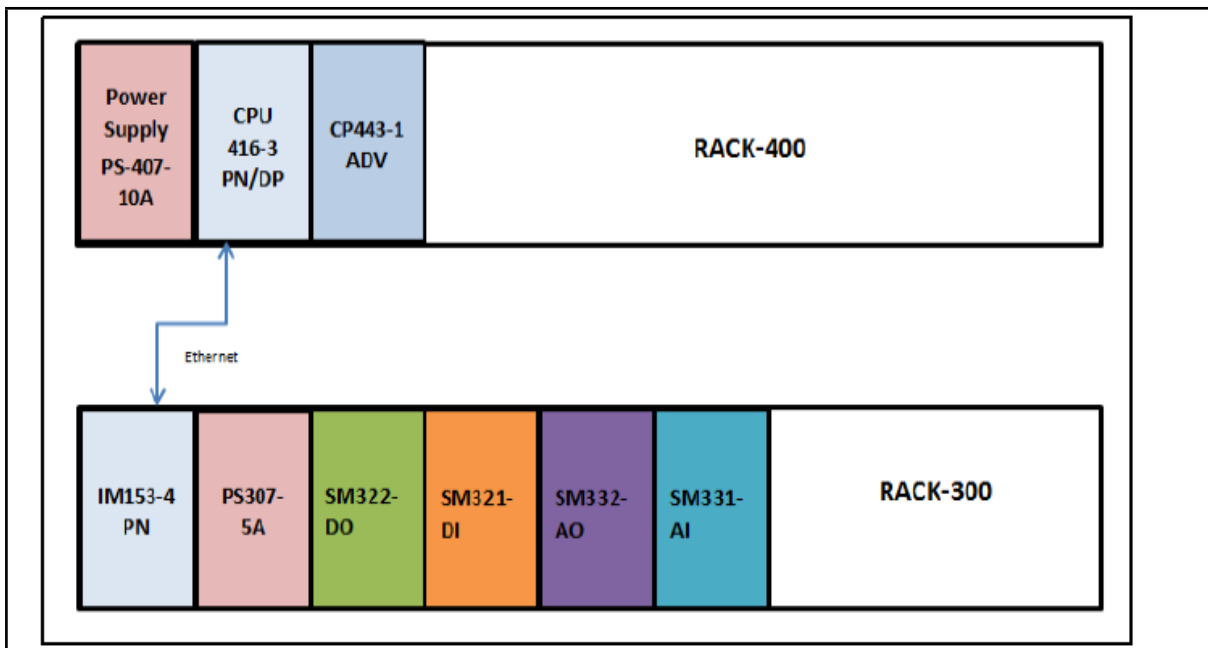 Power
Supply
PS-407-
10A
CPU
416-3
PN/DP
CP443-1
ADV
RACK-400
Ethernet
IM153-4
PN
PS307-
5A
SM322-
DO
SM321-
DI
SM332-
AO
SM331-
AI
RACK-300